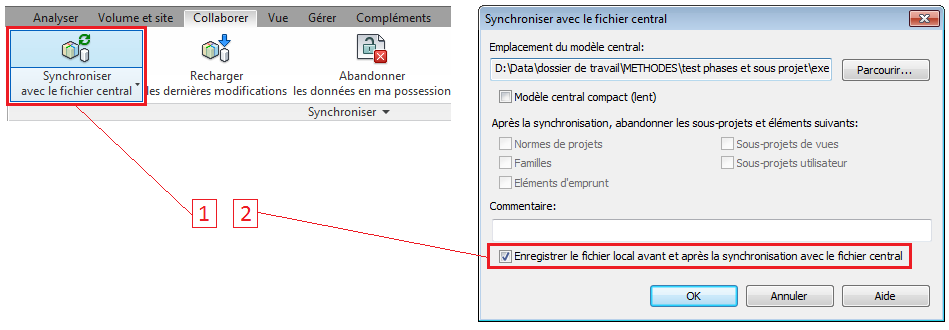 Analyser Volume et site Collaborer Vue Gérer Compléments
Synchroniser
avec le fichier central
Recharger
les dernières modifications
Abandonner
les données en ma possession
Synchroniser
1 2
Synchroniser avec le fichier central
Emplacement du modèle central:
D:\Data\dossier de travail\METHODES\test phases et sous projet\exe
Parcourir...
Modèle central compact (lent)
Après la synchronisation, abandonner les sous-projets et éléments suivants:
Normes de projets
Sous-projets de vues
Familles
Sous-projets utilisateur
Eléments d'emprunt
Commentaire:
Enregistrer le fichier local avant et après la synchronisation avec le fichier central
OK Annuler Aide